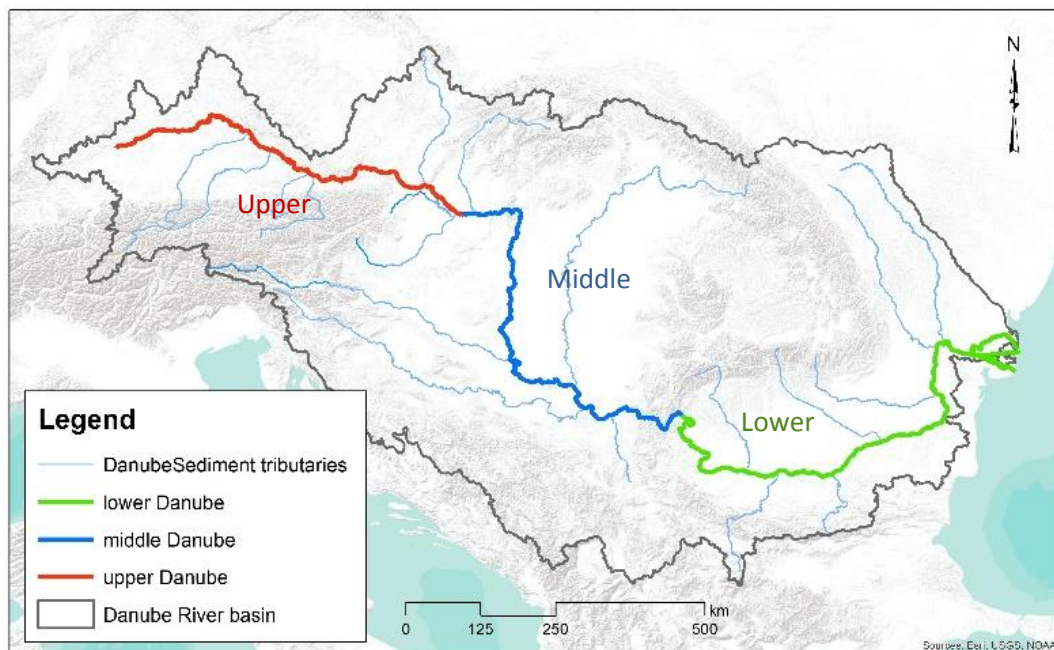 N
Upper
Middle
Lower
Legend
DanubeSediment tributaries
lower Danube
middle Danube
upper Danube
Danube River basin
km
0 125 250 500
Sources: Esri, USGS, NOAA